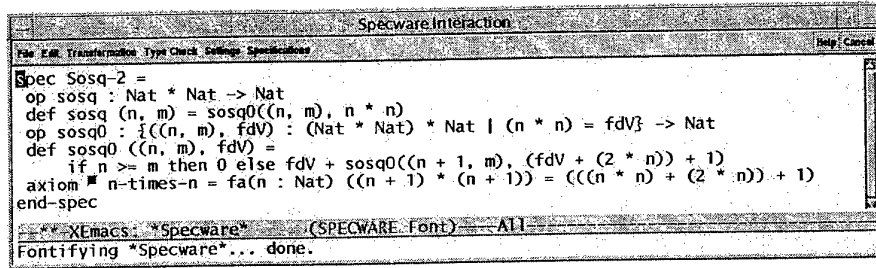 Specware Interaction
File Edit Transformation Type Check Settings Specifications Help Cancel
spec Sosq-2 =
op sosq : Nat * Nat -> Nat
def sosq (n, m) = sosq0((n, m), n * n)
op sosq0 : {((n, m), fdV) : (Nat * Nat) * Nat | (n * n) = fdV} -> Nat
def sosq0 ((n, m), fdV) =
if n >= m then 0 else fdV + sosq0((n + 1, m), (fdV + (2 * n)) + 1)
axiom n-times-n = fa(n : Nat) ((n + 1) * (n + 1)) = (((n * n) + (2 * n)) + 1)
end-spec
--**-XEmacs: *Specware* (SPECWARE Font)----All
Fontifying *Specware*... done.